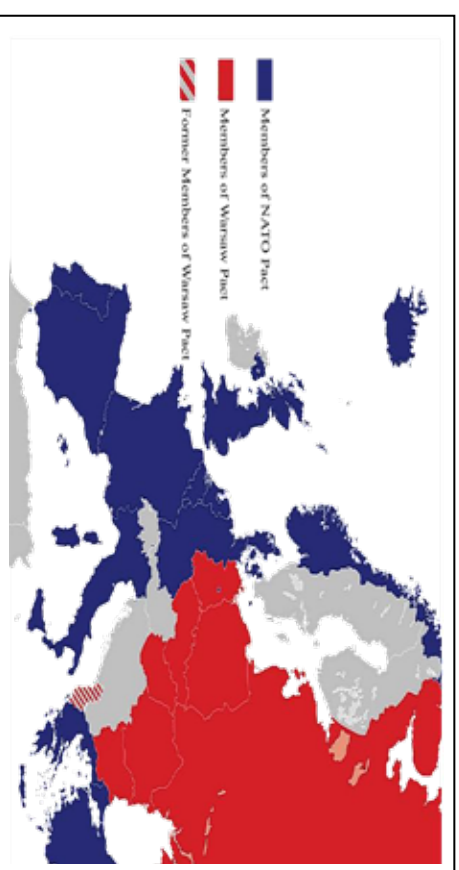 Members of NATO Pact
Members of Warsaw Pact
Former Members of Warsaw Pact